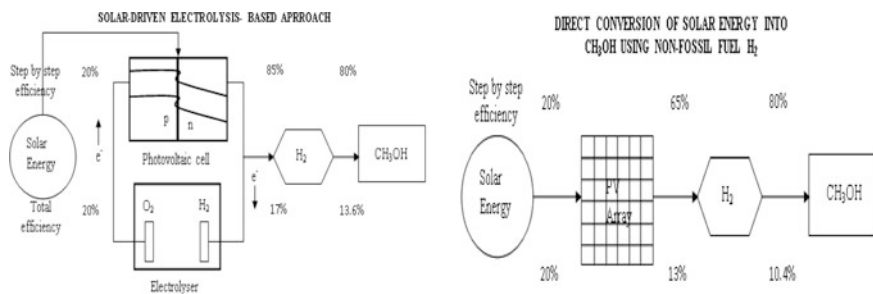 SOLAR-DRIVEN ELECTROLYSIS- BASED APRROACH
Step by step
efficiency
20%
85%
80%
p
n
Solar
Energy
e⁻
Photovoltaic cell
H₂
CH₃OH
e⁻
Total
efficiency
20%
O₂
H₂
17%
13.6%
Electrolyser
DIRECT CONVERSION OF SOLAR ENERGY INTO
CH₃OH USING NON-FOSSIL FUEL H₂
Step by step
efficiency
20%
65%
80%
Solar
Energy
PV
Array
H₂
CH₃OH
20%
13%
10.4%